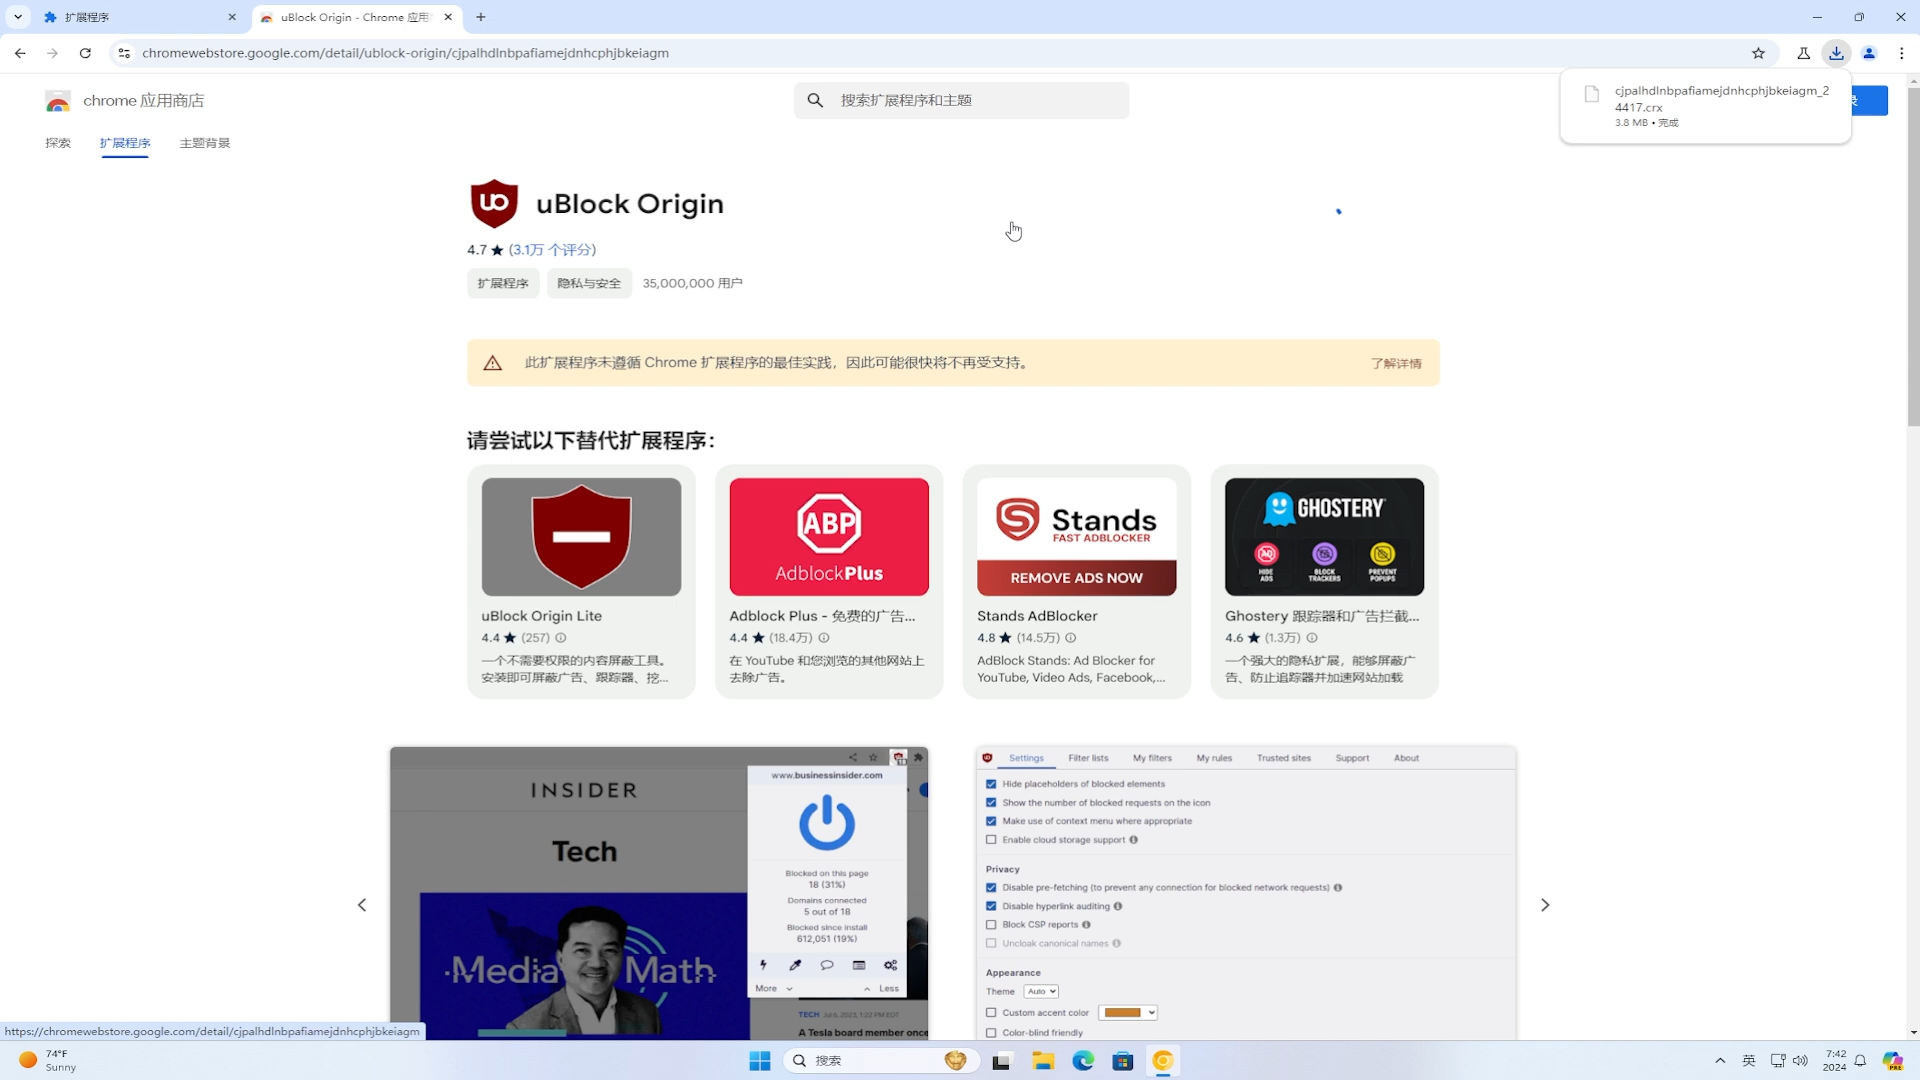 扩展程序
uBlock Origin - Chrome 应用
chromewebstore.google.com/detail/ublock-origin/cjpalhdlnbpafiamejdnhcphjbkeiagm
chrome 应用商店
搜索扩展程序和主题
cjpalhdlnbpafiamejdnhcphjbkeiagm_2
4417.crx
3.8 MB • 完成
录
探索
扩展程序
主题背景
uBlock Origin
4.7 ★ (3.1万 个评分)
扩展程序
隐私与安全
35,000,000 用户
此扩展程序未遵循 Chrome 扩展程序的最佳实践，因此可能很快将不再受支持。
了解详情
请尝试以下替代扩展程序：
uBlock Origin Lite
4.4 ★ (257)
一个不需要权限的内容屏蔽工具。
安装即可屏蔽广告、跟踪器、挖...
ABP
AdblockPlus
Adblock Plus - 免费的广告...
4.4 ★ (18.4万)
在 YouTube 和您浏览的其他网站上
去除广告。
Stands
FAST ADBLOCKER
REMOVE ADS NOW
Stands AdBlocker
4.8 ★ (14.5万)
AdBlock Stands: Ad Blocker for
YouTube, Video Ads, Facebook,...
GHOSTERY
HIDE
ADS
BLOCK
TRACKERS
PREVENT
POPUPS
Ghostery 跟踪器和广告拦截...
4.6 ★ (1.3万)
一个强大的隐私扩展，能够屏蔽广
告、防止追踪器并加速网站加载
INSIDER
Tech
Media Math
www.businessinsider.com
Blocked on this page
18 (31%)
Domains connected
5 out of 18
Blocked since install
612,051 (19%)
More
Less
TECH Jul 6, 2023, 1:22 PM EDT
A Tesla board member once
Settings
Filter lists
My filters
My rules
Trusted sites
Support
About
Hide placeholders of blocked elements
Show the number of blocked requests on the icon
Make use of context menu where appropriate
Enable cloud storage support
Privacy
Disable pre-fetching (to prevent any connection for blocked network requests)
Disable hyperlink auditing
Block CSP reports
Uncloak canonical names
Appearance
Theme
Auto
Custom accent color
Color-blind friendly
https://chromewebstore.google.com/detail/cjpalhdlnbpafiamejdnhcphjbkeiagm
74°F
Sunny
搜索
英
7:42
2024
PRE